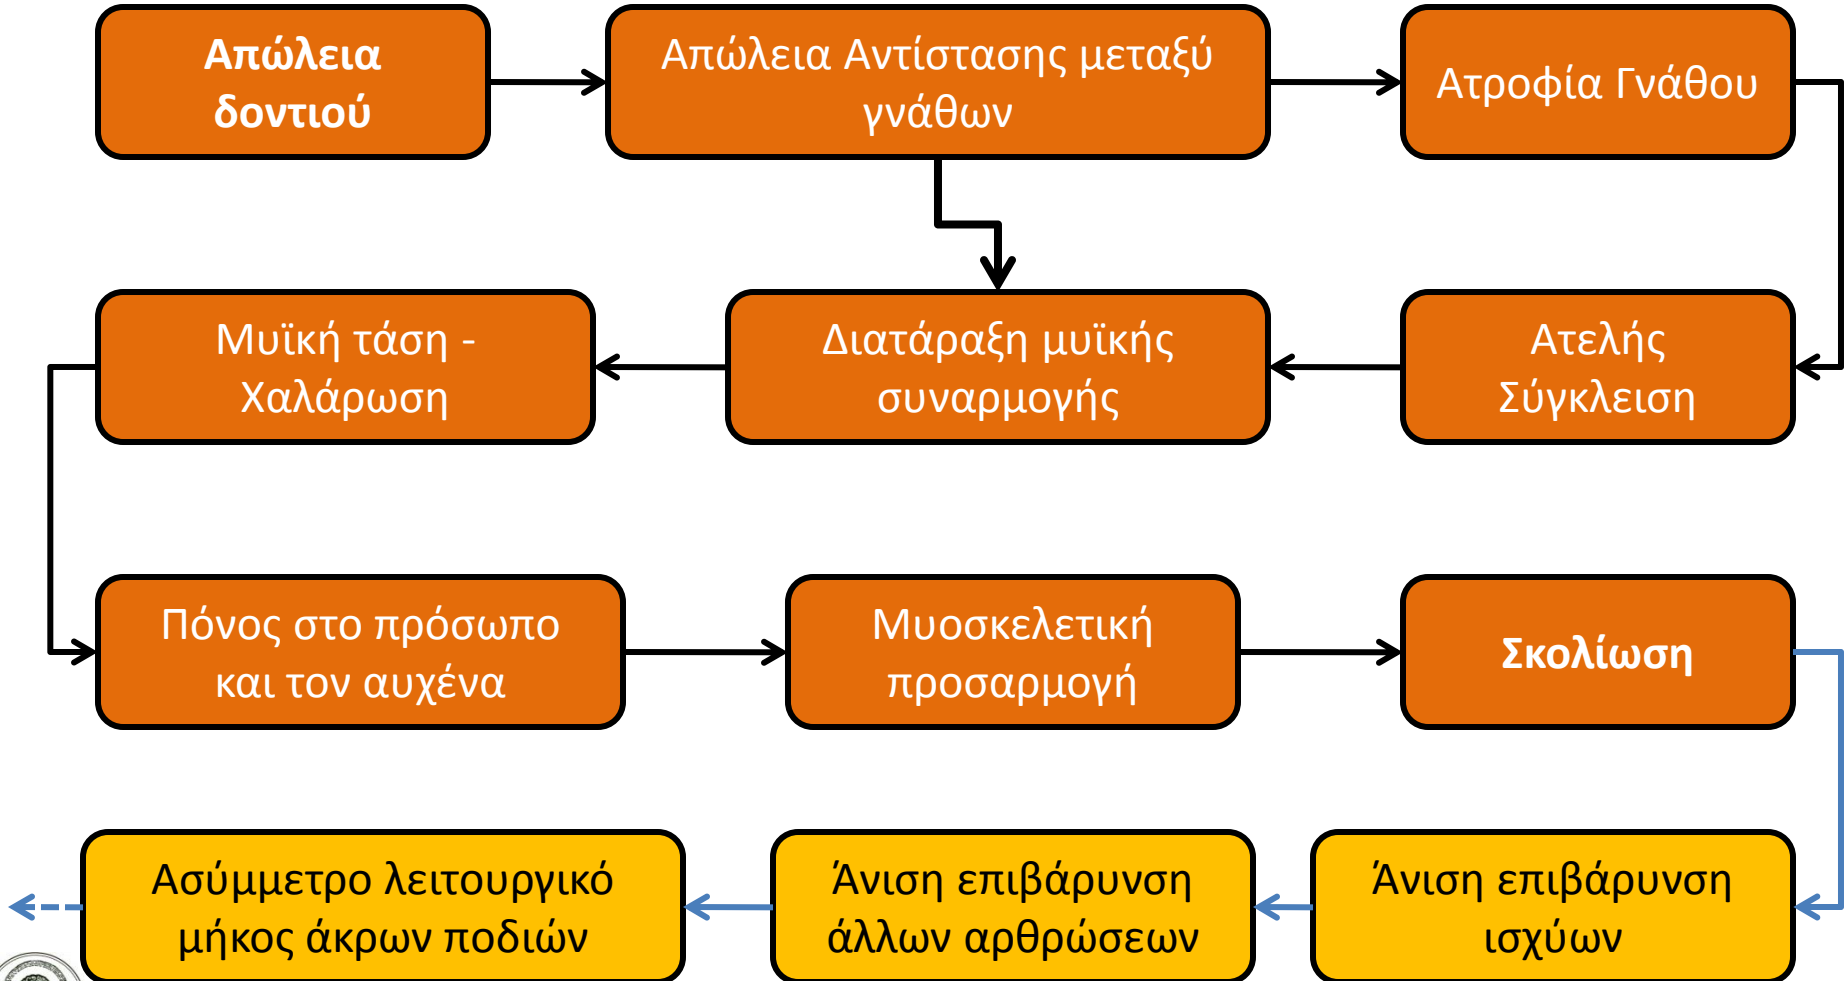 Απώλεια
δοντιού
Απώλεια Αντίστασης μεταξύ
γνάθων
Ατροφία Γνάθου
Μυϊκή τάση -
Χαλάρωση
Διατάραξη μυϊκής
συναρμογής
Ατελής
Σύγκλειση
Πόνος στο πρόσωπο
και τον αυχένα
Μυοσκελετική
προσαρμογή
Σκολίωση
Ασύμμετρο λειτουργικό
μήκος άκρων ποδιών
Άνιση επιβάρυνση
άλλων αρθρώσεων
Άνιση επιβάρυνση
ισχύων